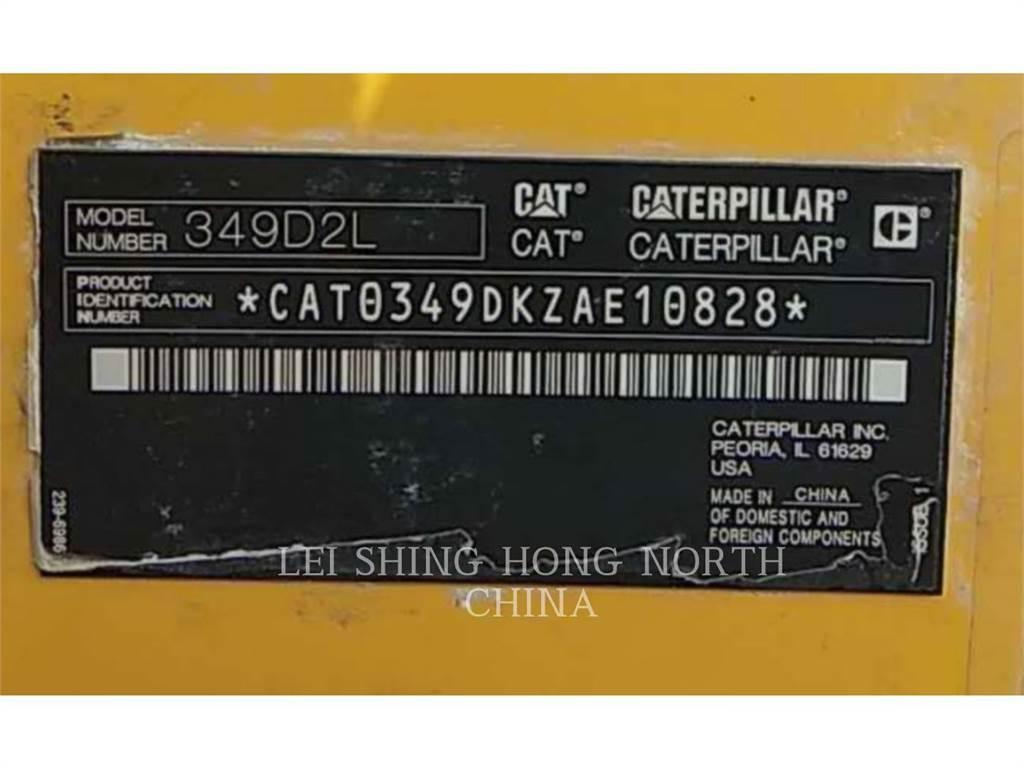 CAT® CATERPILLAR®
CAT® CATERPILLAR®
MODEL
NUMBER 349D2L
PRODUCT
IDENTIFICATION
NUMBER
*CAT0349DKZAE10828*
CATERPILLAR INC.
PEORIA, IL 61629
USA
MADE IN CHINA
OF DOMESTIC AND
FOREIGN COMPONENTS
239-6986
LEI SHING HONG NORTH
CHINA